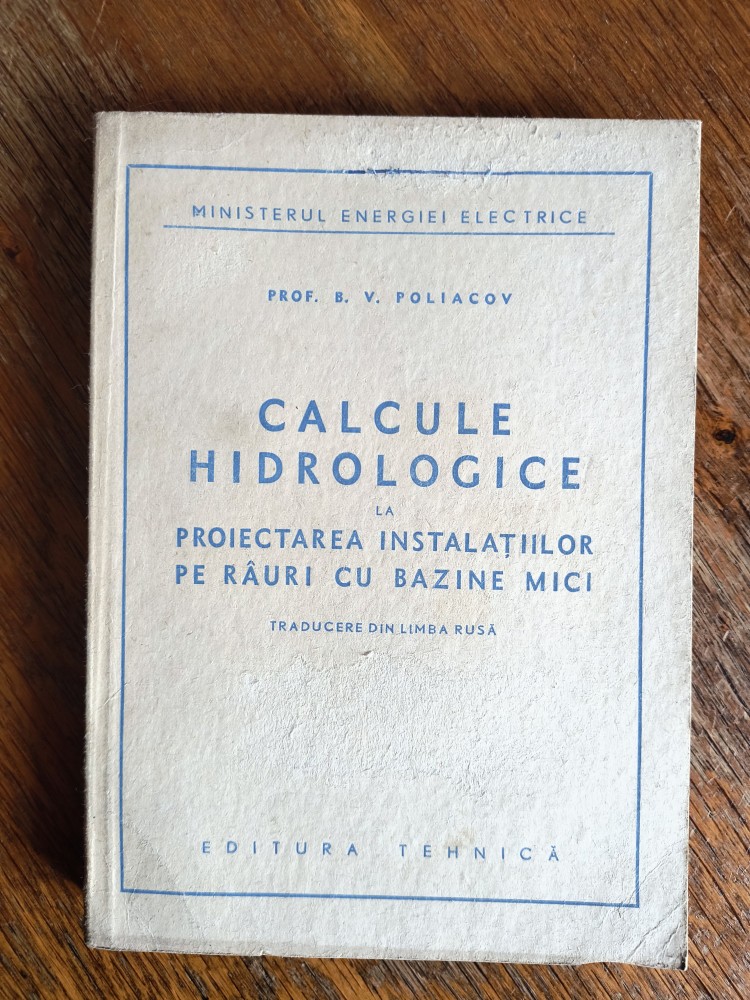 MINISTERUL ENERGIEI ELECTRICE
PROF. B. V. POLIACOV
CALCULE
HIDROLOGICE
LA
PROIECTAREA INSTALAȚIILOR
PE RÂURI CU BAZINE MICI
TRADUCERE DIN LIMBA RUSĂ
EDITURA TEHNICĂ